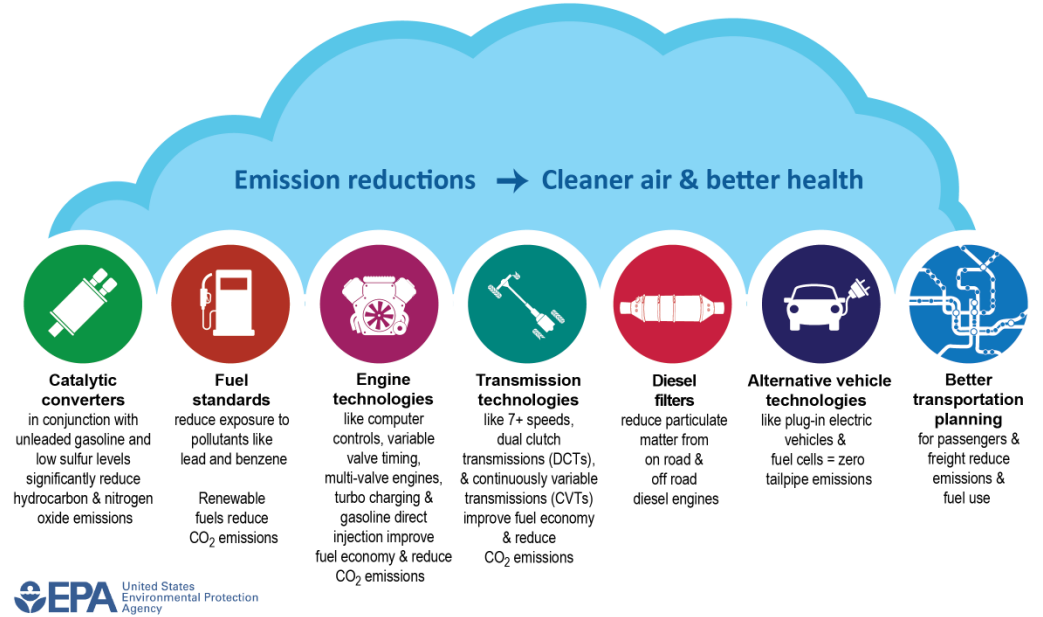 Emission reductions → Cleaner air & better health
Catalytic
converters
in conjunction with
unleaded gasoline and
low sulfur levels
significantly reduce
hydrocarbon & nitrogen
oxide emissions
Fuel
standards
reduce exposure to
pollutants like
lead and benzene
Renewable
fuels reduce
CO2 emissions
Engine
technologies
like computer
controls, variable
valve timing,
multi-valve engines,
turbo charging &
gasoline direct
injection improve
fuel economy & reduce
CO2 emissions
Transmission
technologies
like 7+ speeds,
dual clutch
transmissions (DCTs),
& continuously variable
transmissions (CVTs)
improve fuel economy
& reduce
CO2 emissions
Diesel
filters
reduce particulate
matter from
on road &
off road
diesel engines
Alternative vehicle
technologies
like plug-in electric
vehicles &
fuel cells = zero
tailpipe emissions
Better
transportation
planning
for passengers &
freight reduce
emissions &
fuel use
EPA
United States
Environmental Protection
Agency